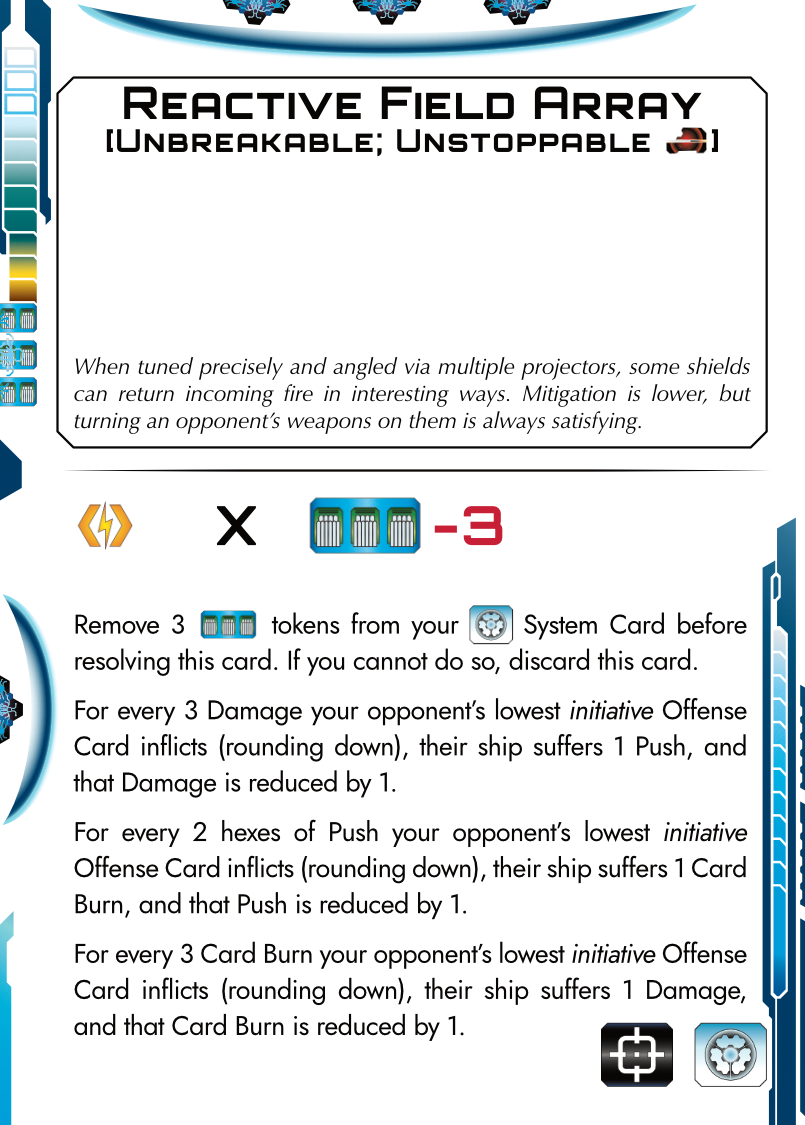 Reactive Field Array
[Unbreakable; Unstoppable ]
When tuned precisely and angled via multiple projectors, some shields
can return incoming fire in interesting ways. Mitigation is lower, but
turning an opponent’s weapons on them is always satisfying.
X -3
Remove 3 tokens from your System Card before
resolving this card. If you cannot do so, discard this card.
For every 3 Damage your opponent’s lowest initiative Offense
Card inflicts (rounding down), their ship suffers 1 Push, and
that Damage is reduced by 1.
For every 2 hexes of Push your opponent’s lowest initiative
Offense Card inflicts (rounding down), their ship suffers 1 Card
Burn, and that Push is reduced by 1.
For every 3 Card Burn your opponent’s lowest initiative Offense
Card inflicts (rounding down), their ship suffers 1 Damage,
and that Card Burn is reduced by 1.